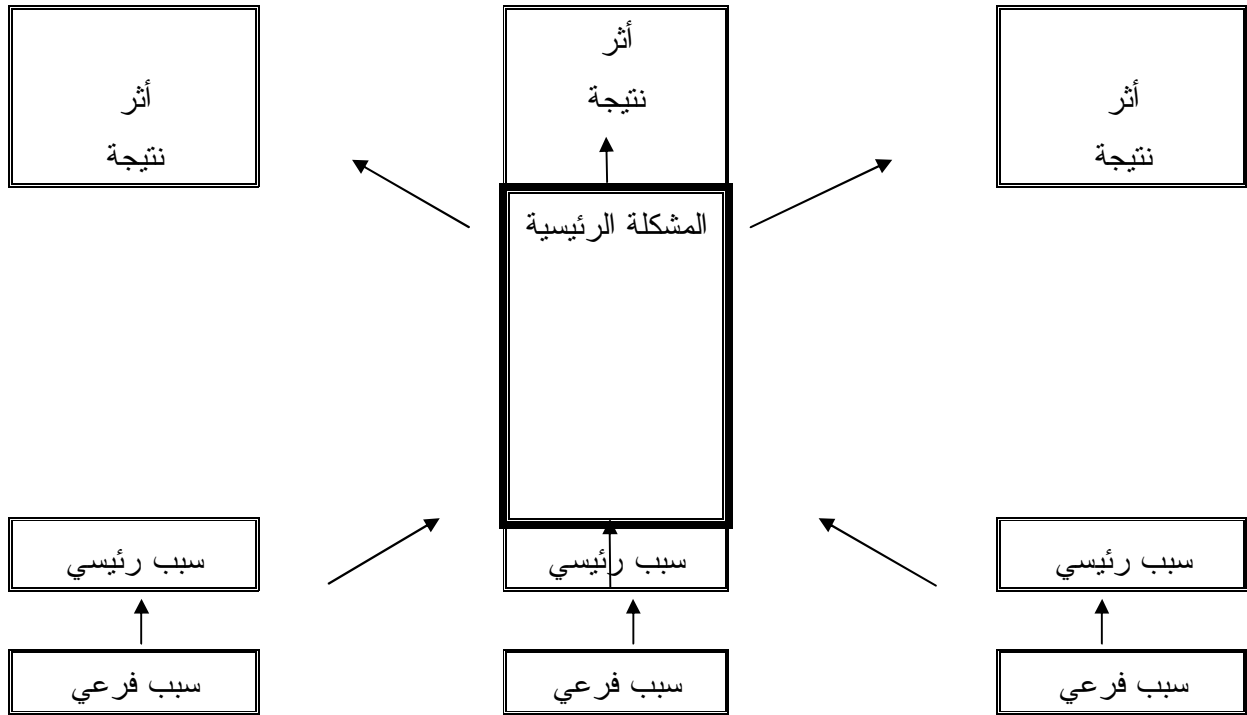 أثر
نتيجة
أثر
نتيجة
أثر
نتيجة
المشكلة الرئيسية
سبب رئيسي
سبب رئيسي
سبب رئيسي
سبب فرعي
سبب فرعي
سبب فرعي